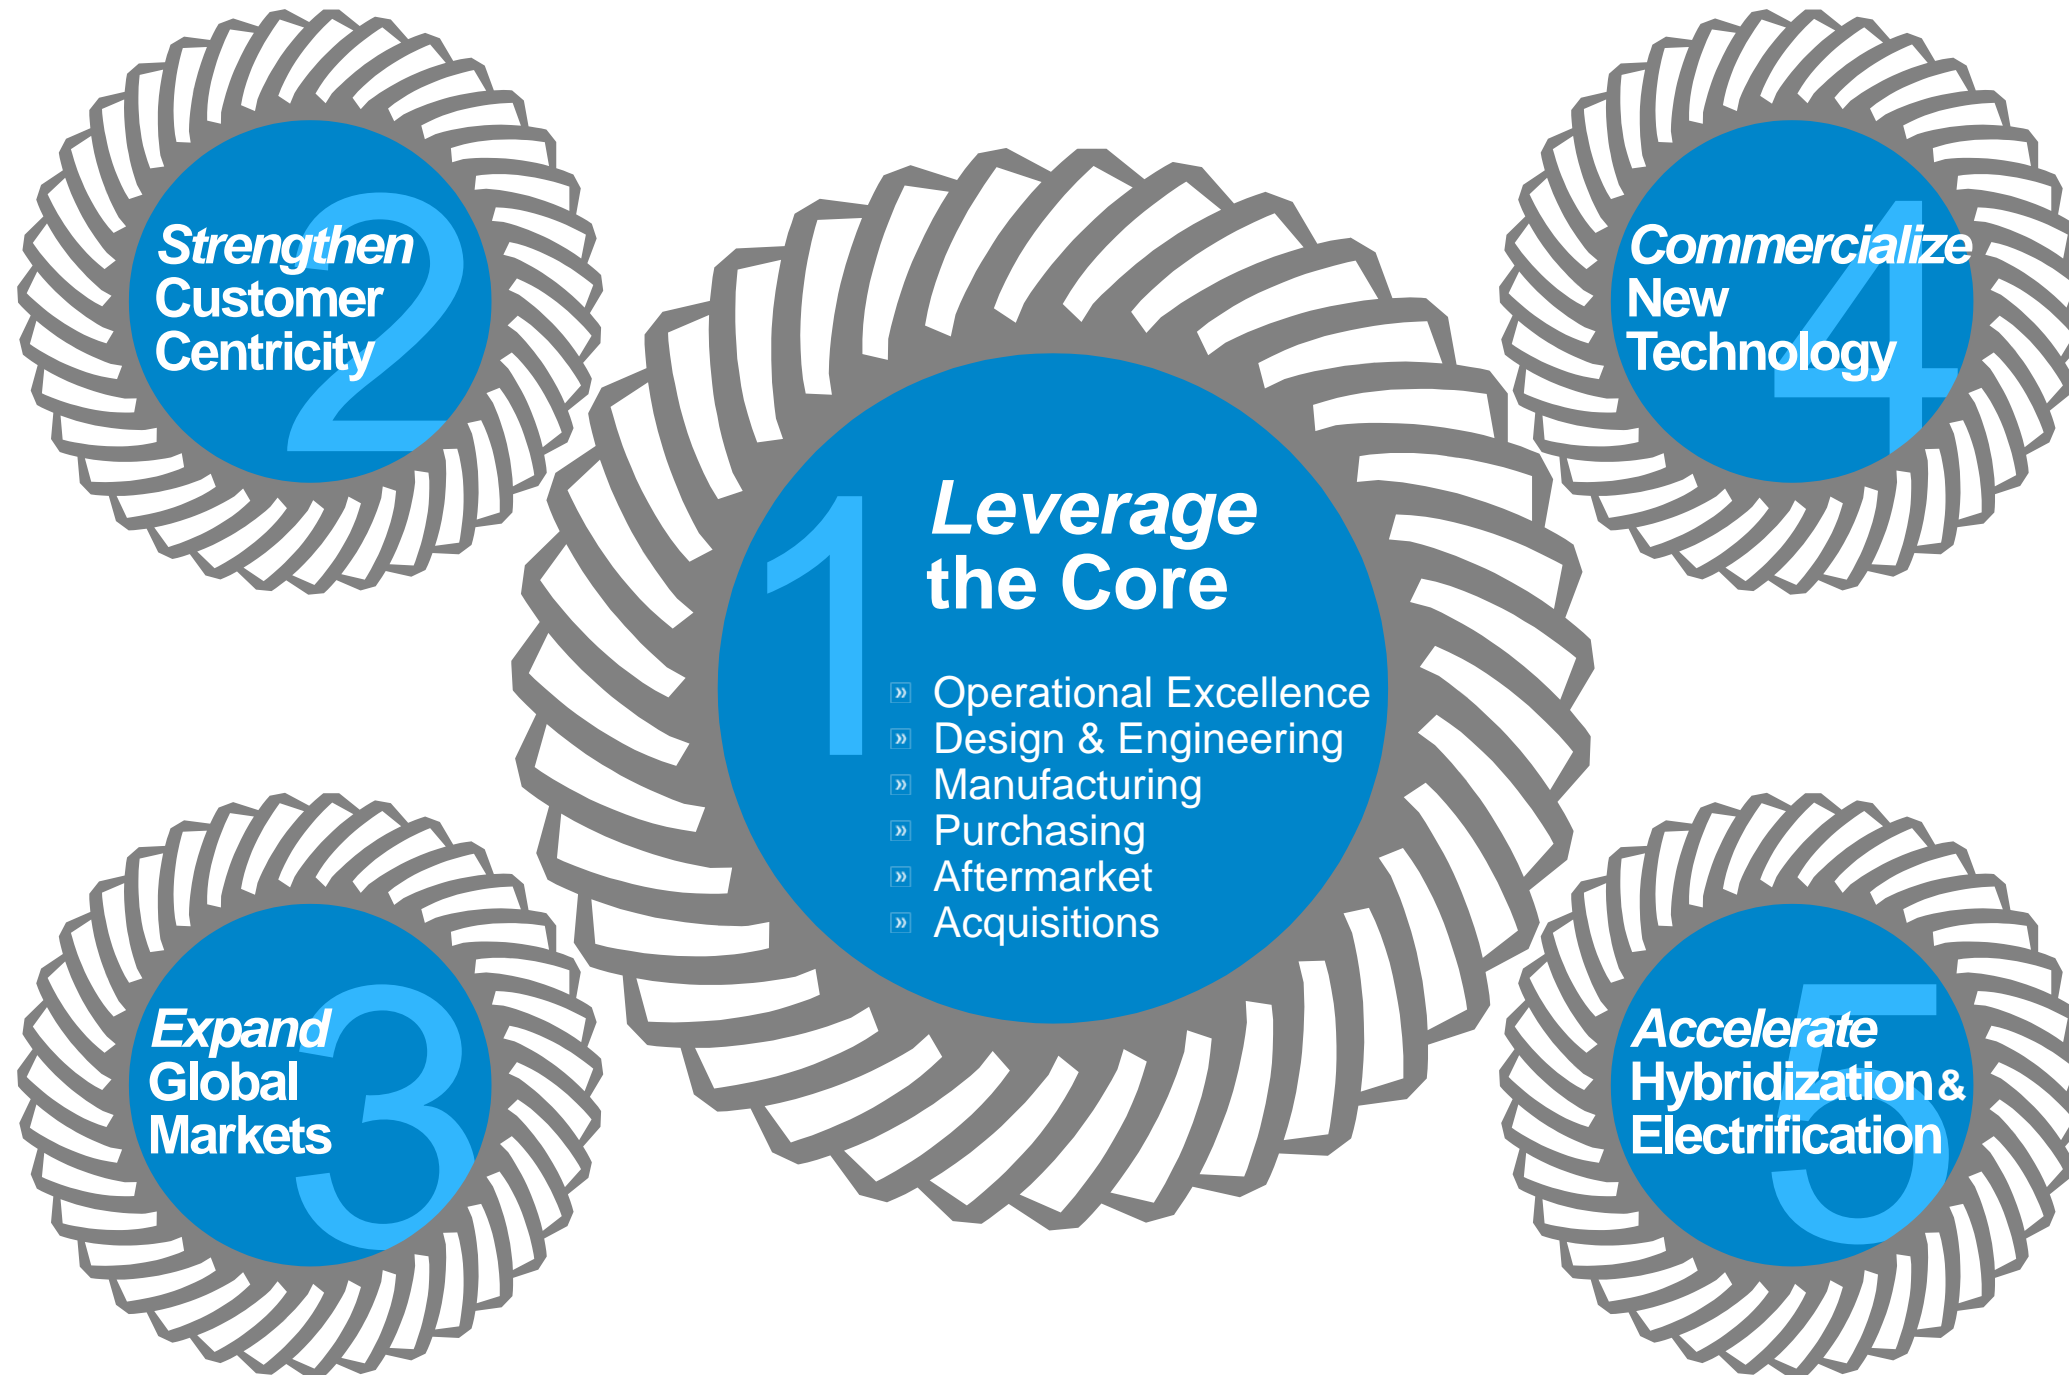 1
Leverage
the Core
» Operational Excellence
» Design & Engineering
» Manufacturing
» Purchasing
» Aftermarket
» Acquisitions
2
Strengthen
Customer
Centricity
3
Expand
Global
Markets
4
Commercialize
New
Technology
5
Accelerate
Hybridization &
Electrification